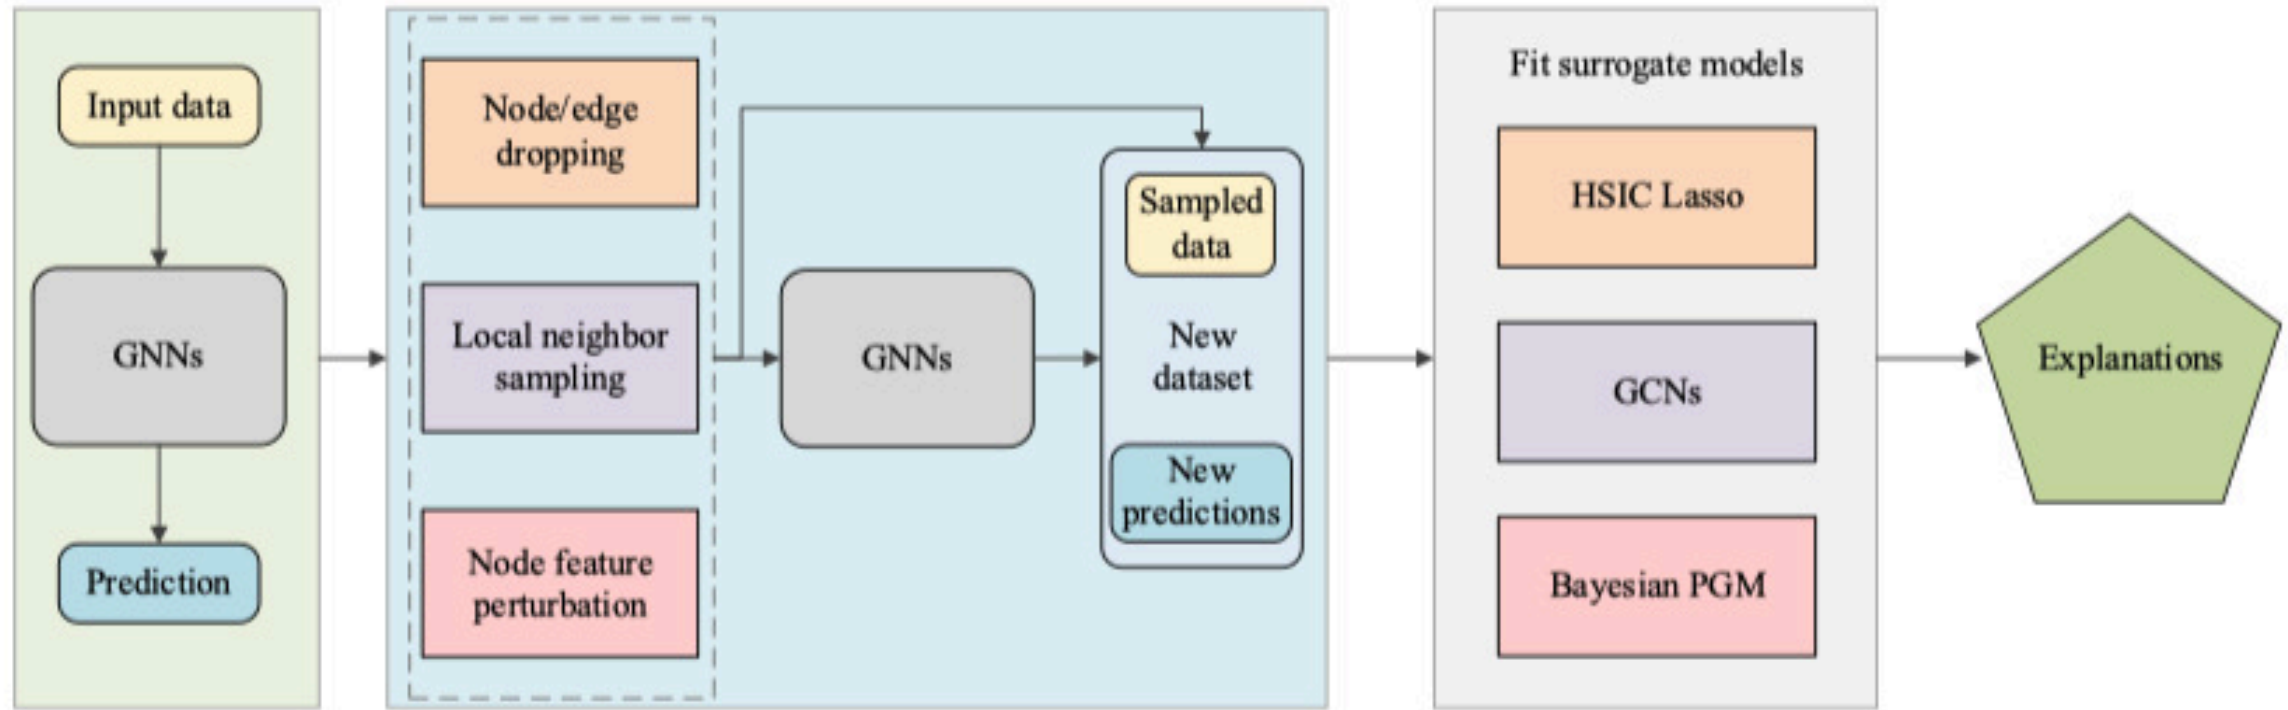 Input data
GNNs
Prediction
Node/edge
dropping
Local neighbor
sampling
Node feature
perturbation
GNNs
Sampled
data
New
dataset
New
predictions
Fit surrogate models
HSIC Lasso
GCNs
Bayesian PGM
Explanations